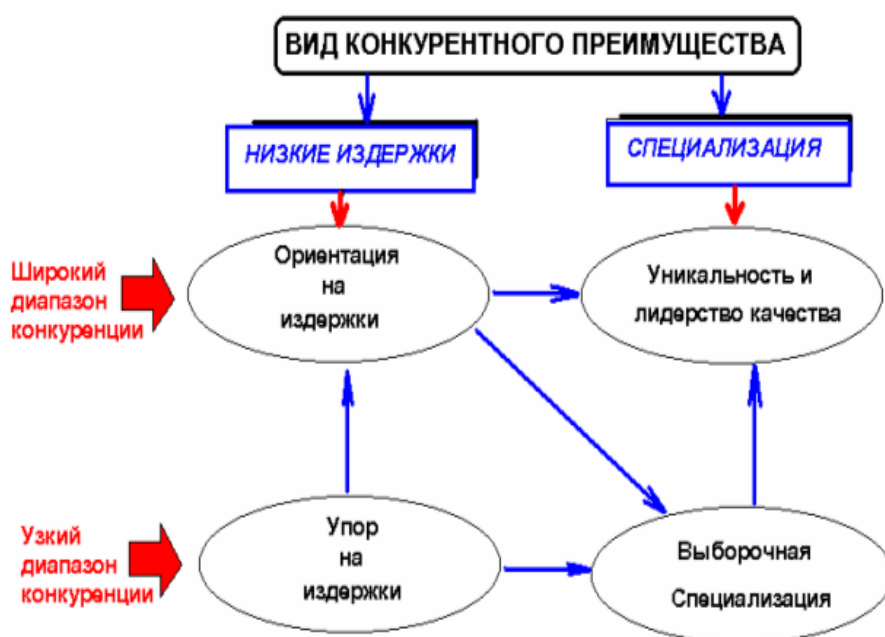 ВИД КОНКУРЕНТНОГО ПРЕИМУЩЕСТВА
НИЗКИЕ ИЗДЕРЖКИ
СПЕЦИАЛИЗАЦИЯ
Широкий
диапазон
конкуренции
Ориентация
на
издержки
Уникальность и
лидерство качества
Узкий
диапазон
конкуренции
Упор
на
издержки
Выборочная
Специализация